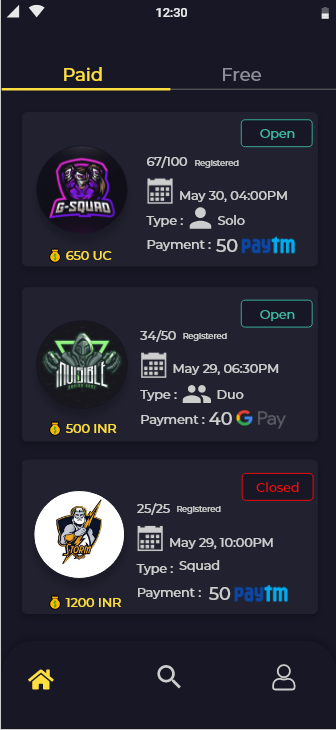 12:30
Paid Free
Open
67/100 Registered
G-SQUAD
May 30, 04:00PM
Type : Solo
650 UC
Payment : 50 paytm
Open
34/50 Registered
May 29, 06:30PM
Type : Duo
500 INR
Payment : 40 G Pay
Closed
25/25 Registered
STORM
May 29, 10:00PM
Type : Squad
Payment : 50 paytm
1200 INR